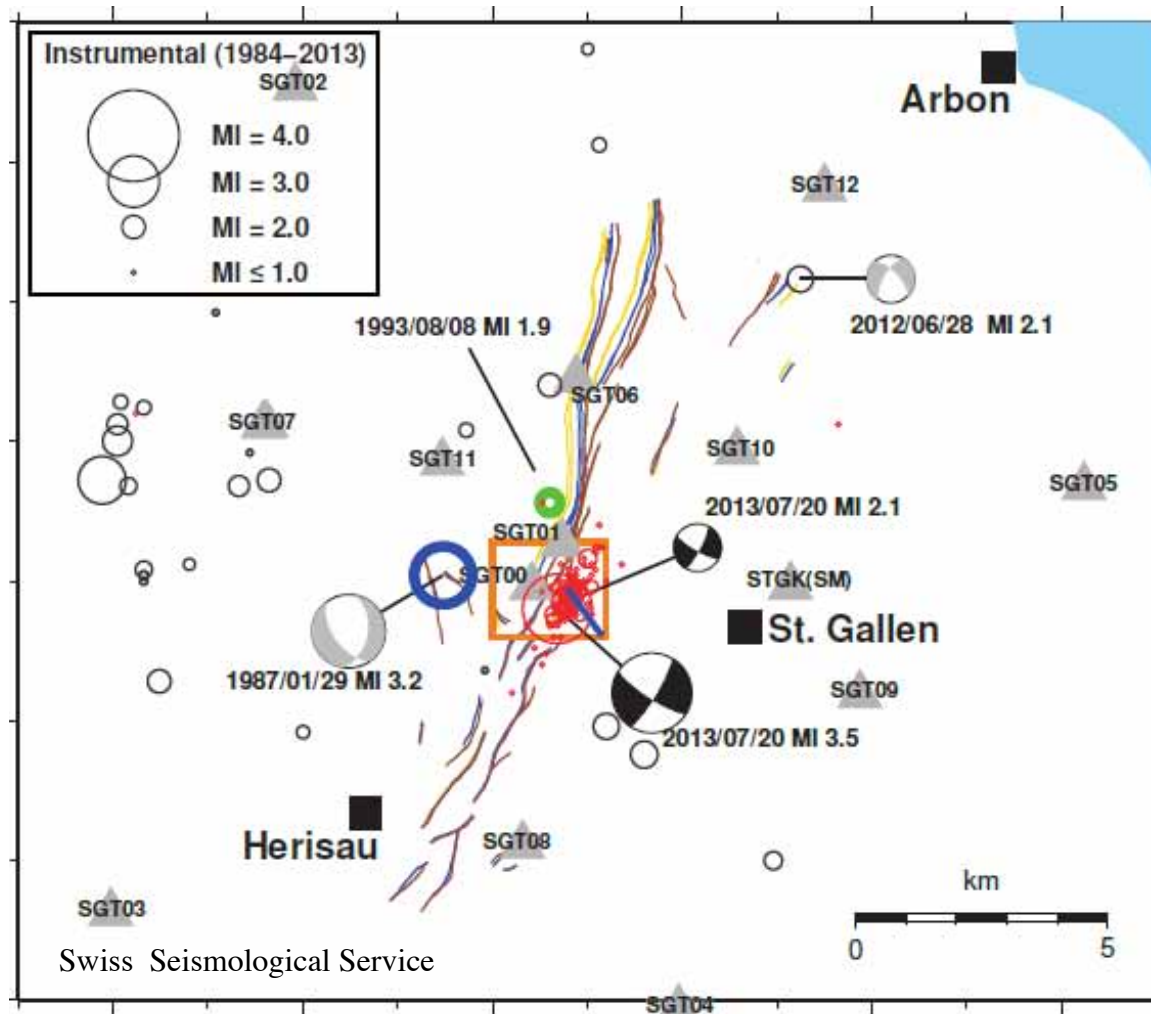 Instrumental (1984–2013)
SGT02
Ml = 4.0
Ml = 3.0
Ml = 2.0
Ml ≤ 1.0
Arbon
SGT12
1993/08/08 Ml 1.9
2012/06/28 Ml 2.1
SGT06
SGT07
SGT11
SGT10
SGT05
2013/07/20 Ml 2.1
SGT01
SGT00
STGK(SM)
St. Gallen
1987/01/29 Ml 3.2
SGT09
2013/07/20 Ml 3.5
Herisau
SGT08
km
SGT03
0 5
Swiss Seismological Service
SGT04